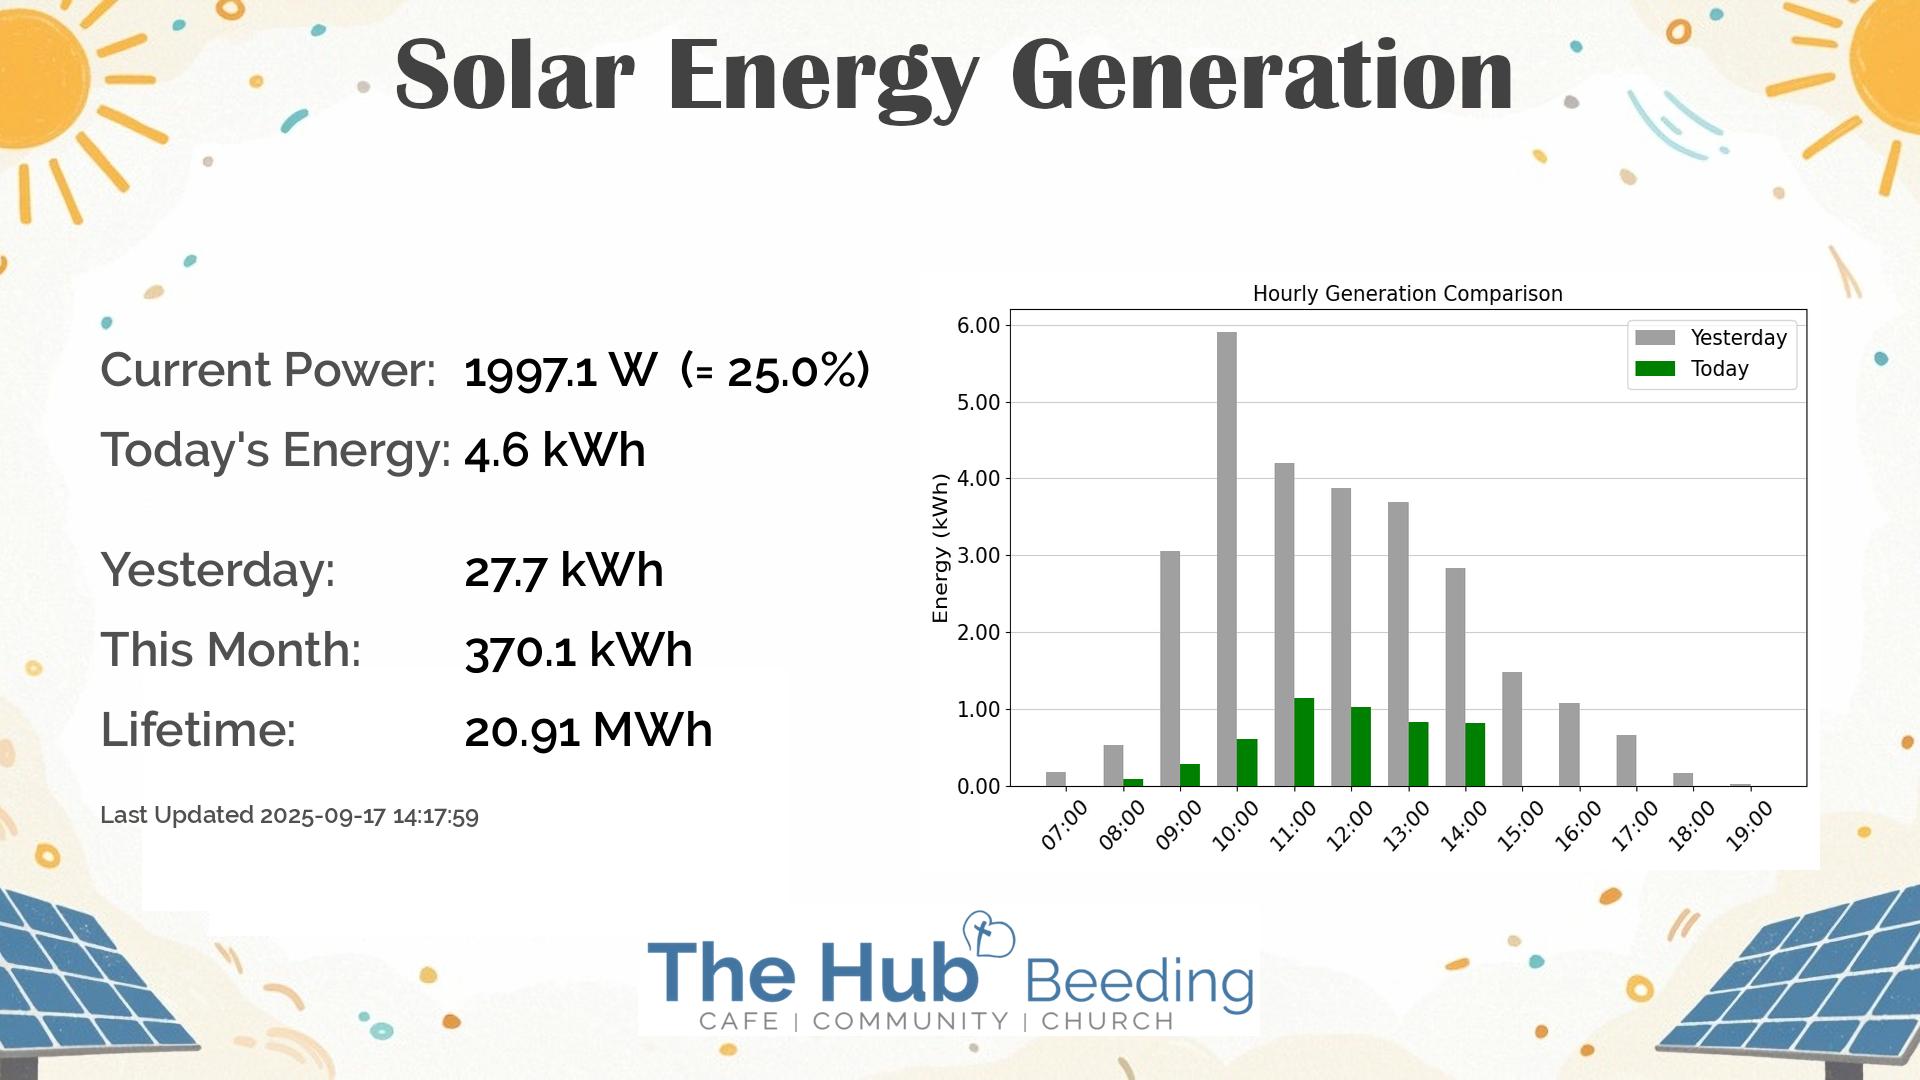 Solar Energy Generation
Current Power: 1997.1 W (= 25.0%)
Today's Energy: 4.6 kWh
Yesterday: 27.7 kWh
This Month: 370.1 kWh
Lifetime: 20.91 MWh
Last Updated 2025-09-17 14:17:59
Hourly Generation Comparison
Yesterday
Today
Energy (kWh)
6.00
5.00
4.00
3.00
2.00
1.00
0.00
07:00 08:00 09:00 10:00 11:00 12:00 13:00 14:00 15:00 16:00 17:00 18:00 19:00
The Hub Beeding
CAFE | COMMUNITY | CHURCH